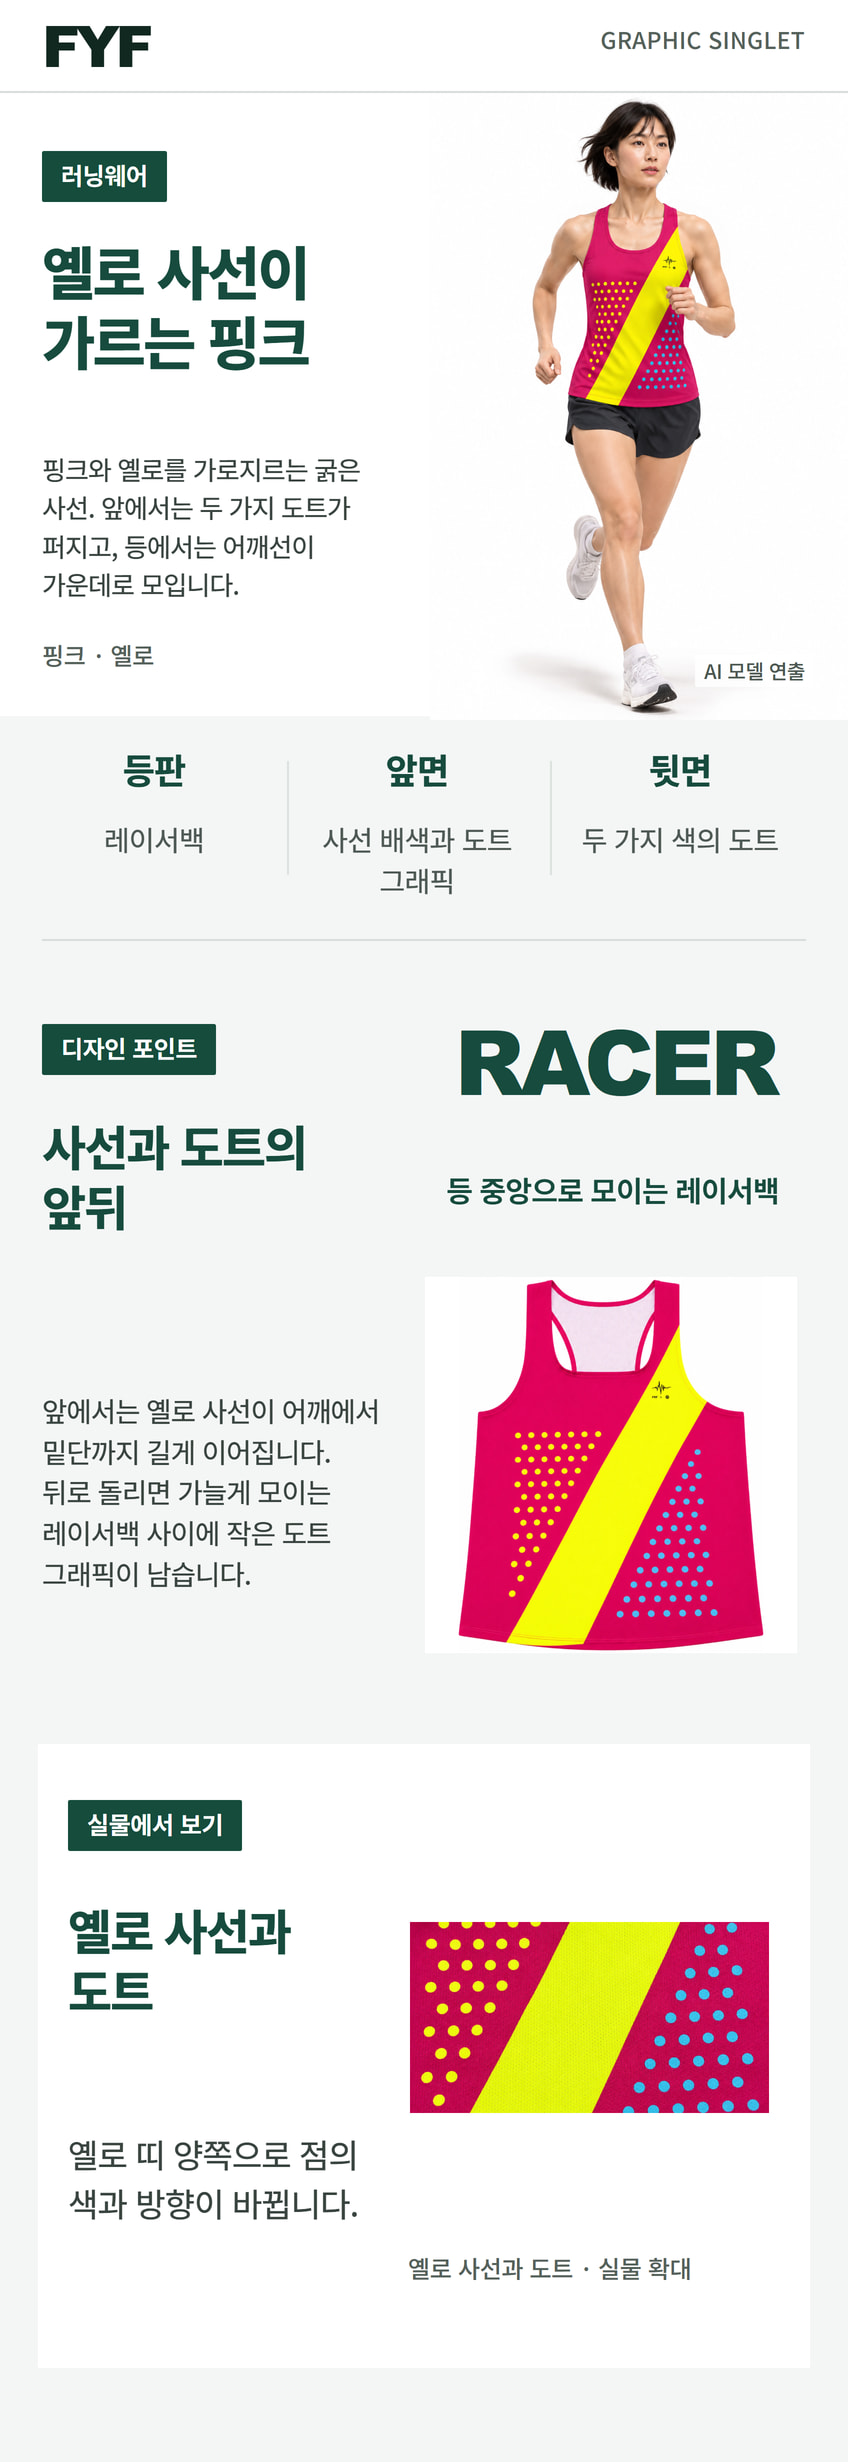 FYF
GRAPHIC SINGLET
러닝웨어
옐로 사선이
가르는 핑크
핑크와 옐로를 가로지르는 굵은
사선. 앞에서는 두 가지 도트가
퍼지고, 등에서는 어깨선이
가운데로 모입니다.
핑크 · 옐로
AI 모델 연출
등판
레이서백
앞면
사선 배색과 도트
그래픽
뒷면
두 가지 색의 도트
디자인 포인트
사선과 도트의
앞뒤
앞에서는 옐로 사선이 어깨에서
밑단까지 길게 이어집니다.
뒤로 돌리면 가늘게 모이는
레이서백 사이에 작은 도트
그래픽이 남습니다.
RACER
등 중앙으로 모이는 레이서백
실물에서 보기
옐로 사선과
도트
옐로 띠 양쪽으로 점의
색과 방향이 바뀝니다.
옐로 사선과 도트 · 실물 확대